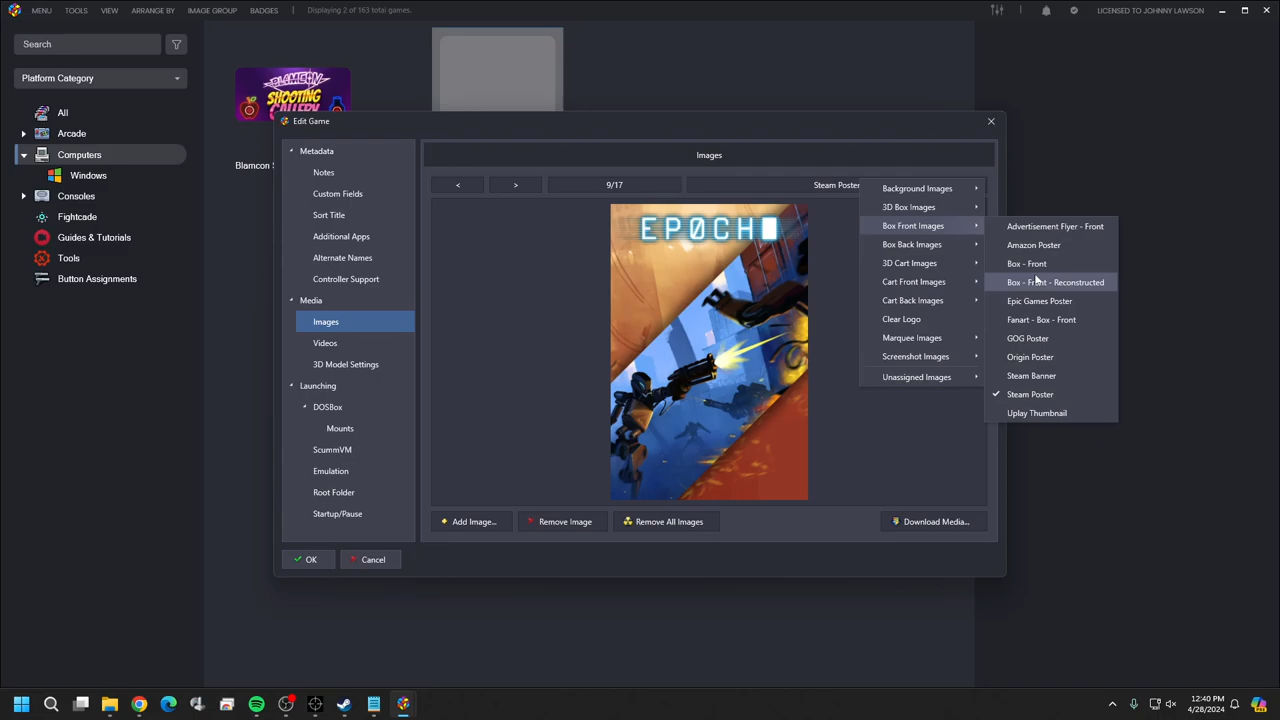 MENU TOOLS VIEW ARRANGE BY IMAGE GROUP BADGES Displaying 2 of 163 total games. LICENSED TO JOHNNY LAWSON
Search
Platform Category
All
Arcade
Computers
Windows
Consoles
Fightcade
Guides & Tutorials
Tools
Button Assignments
BLAMCON
SHOOTING
GALLERY
Blamcon S
Edit Game
Metadata
Notes
Custom Fields
Sort Title
Additional Apps
Alternate Names
Controller Support
Media
Images
Videos
3D Model Settings
Launching
DOSBox
Mounts
ScummVM
Emulation
Root Folder
Startup/Pause
OK Cancel
Images
< > 9/17 Steam Poster
EPOCH
Add Image... Remove Image Remove All Images Download Media...
Background Images
3D Box Images
Box Front Images
Box Back Images
3D Cart Images
Cart Front Images
Cart Back Images
Clear Logo
Marquee Images
Screenshot Images
Unassigned Images
Advertisement Flyer - Front
Amazon Poster
Box - Front
Box - Front - Reconstructed
Epic Games Poster
Fanart - Box - Front
GOG Poster
Origin Poster
Steam Banner
Steam Poster
Uplay Thumbnail
12:40 PM
4/28/2024